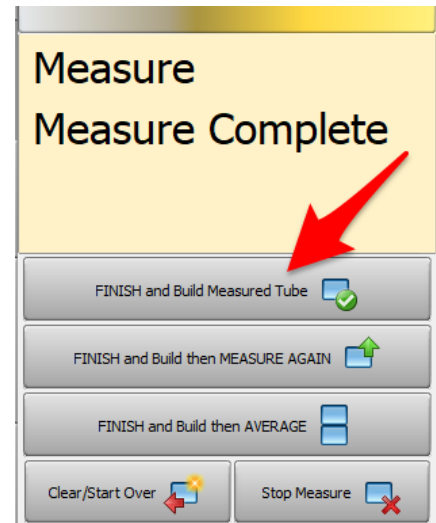 Measure
Measure Complete
FINISH and Build Measured Tube
FINISH and Build then MEASURE AGAIN
FINISH and Build then AVERAGE
Clear/Start Over
Stop Measure